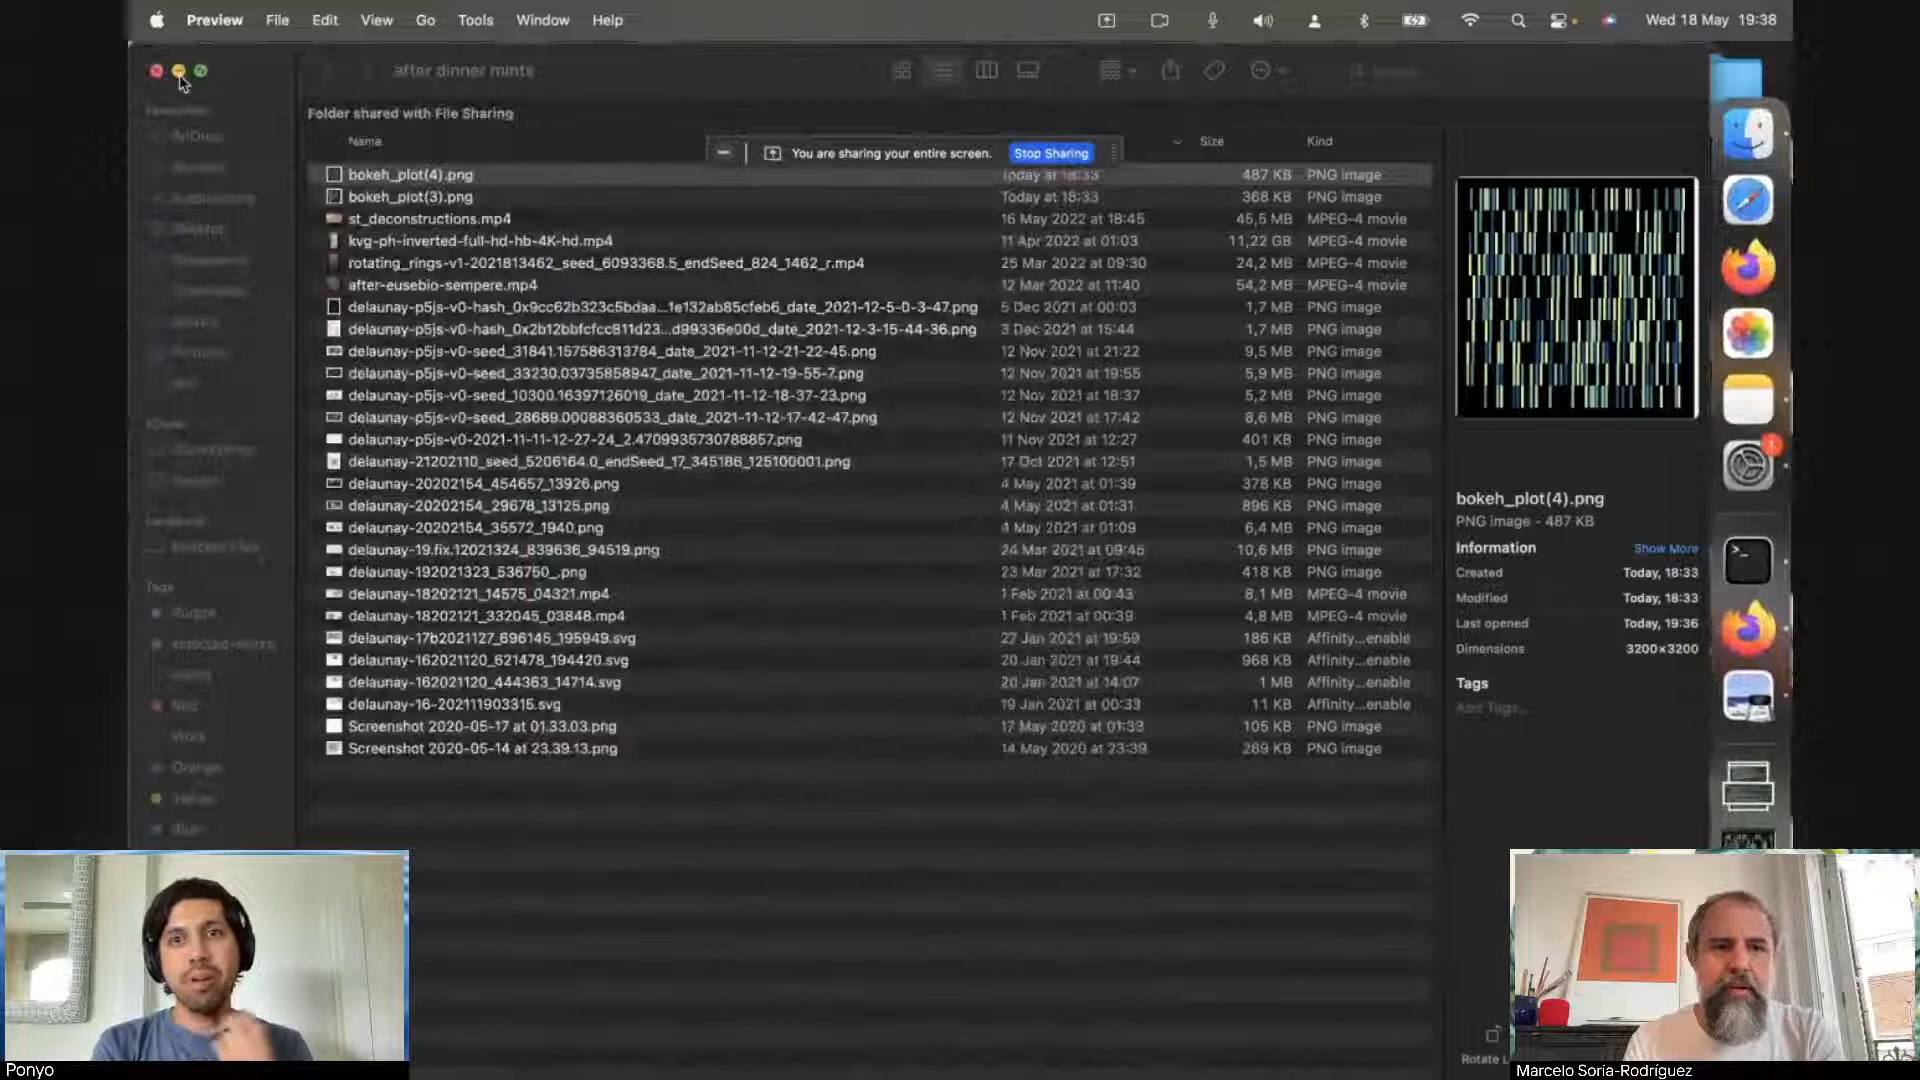 Preview File Edit View Go Tools Window Help Wed 18 May 19:38
after dinner mints
Folder shared with File Sharing
Name Size Kind
You are sharing your entire screen. Stop Sharing
bokeh_plot(4).png Today at 18:33 487 KB PNG image
bokeh_plot(3).png Today at 18:33 368 KB PNG image
st_deconstructions.mp4 16 May 2022 at 18:45 45,5 MB MPEG-4 movie
kvg-ph-inverted-full-hd-hb-4K-hd.mp4 11 Apr 2022 at 01:03 11,22 GB MPEG-4 movie
rotating_rings-v1-2021813462_seed_6093368.5_endSeed_824_1462_r.mp4 25 Mar 2022 at 09:30 24,2 MB MPEG-4 movie
after-eusebio-sempere.mp4 12 Mar 2022 at 11:40 54,2 MB MPEG-4 movie
delaunay-p5js-v0-hash_0x9cc62b323c5bdaa...1e132ab85cfeb6_date_2021-12-5-0-3-47.png 5 Dec 2021 at 00:03 1,7 MB PNG image
delaunay-p5js-v0-hash_0x2b12bbfcfcc811d23...d99336e00d_date_2021-12-3-15-44-36.png 3 Dec 2021 at 15:44 1,7 MB PNG image
delaunay-p5js-v0-seed_31841.157586313784_date_2021-11-12-21-22-45.png 12 Nov 2021 at 21:22 9,5 MB PNG image
delaunay-p5js-v0-seed_33230.03735858947_date_2021-11-12-19-55-7.png 12 Nov 2021 at 19:55 5,9 MB PNG image
delaunay-p5js-v0-seed_10300.16397126019_date_2021-11-12-18-37-23.png 12 Nov 2021 at 18:37 5,2 MB PNG image
delaunay-p5js-v0-seed_28689.00088360533_date_2021-11-12-17-42-47.png 12 Nov 2021 at 17:42 8,6 MB PNG image
delaunay-p5js-v0-2021-11-11-12-27-24_2.4709935730788857.png 11 Nov 2021 at 12:27 401 KB PNG image
delaunay-21202110_seed_5206164.0_endSeed_17_345186_125100001.png 17 Oct 2021 at 12:51 1,5 MB PNG image
delaunay-20202154_454657_13926.png 4 May 2021 at 01:39 378 KB PNG image
delaunay-20202154_29678_13125.png 4 May 2021 at 01:31 896 KB PNG image
delaunay-20202154_35572_1940.png 4 May 2021 at 01:09 6,4 MB PNG image
delaunay-19.fix.12021324_839636_94519.png 24 Mar 2021 at 09:45 10,6 MB PNG image
delaunay-192021323_536750_.png 23 Mar 2021 at 17:32 418 KB PNG image
delaunay-18202121_14575_04321.mp4 1 Feb 2021 at 00:43 8,1 MB MPEG-4 movie
delaunay-18202121_332045_03848.mp4 1 Feb 2021 at 00:39 4,8 MB MPEG-4 movie
delaunay-17b2021127_696145_195949.svg 27 Jan 2021 at 19:59 186 KB Affinity...enable
delaunay-162021120_621478_194420.svg 20 Jan 2021 at 19:44 968 KB Affinity...enable
delaunay-162021120_444363_14714.svg 20 Jan 2021 at 14:07 1 MB Affinity...enable
delaunay-16-202111903315.svg 19 Jan 2021 at 00:33 11 KB Affinity...enable
Screenshot 2020-05-17 at 01.33.03.png 17 May 2020 at 01:33 105 KB PNG image
Screenshot 2020-05-14 at 23.39.13.png 14 May 2020 at 23:39 289 KB PNG image
AirDrop
iCloud
Tags
Purple
Red
Work
Orange
Yellow
Blue
bokeh_plot(4).png
PNG image - 487 KB
Information Show More
Created Today, 18:33
Modified Today, 18:33
Last opened Today, 19:36
Dimensions 3200×3200
Tags
Add Tags...
Rotate L
Ponyo
Marcelo Soría-Rodríguez